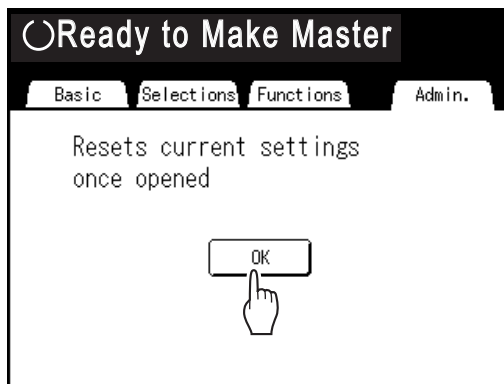 Ready to Make Master
Basic Selections Functions Admin.
Resets current settings
once opened
OK